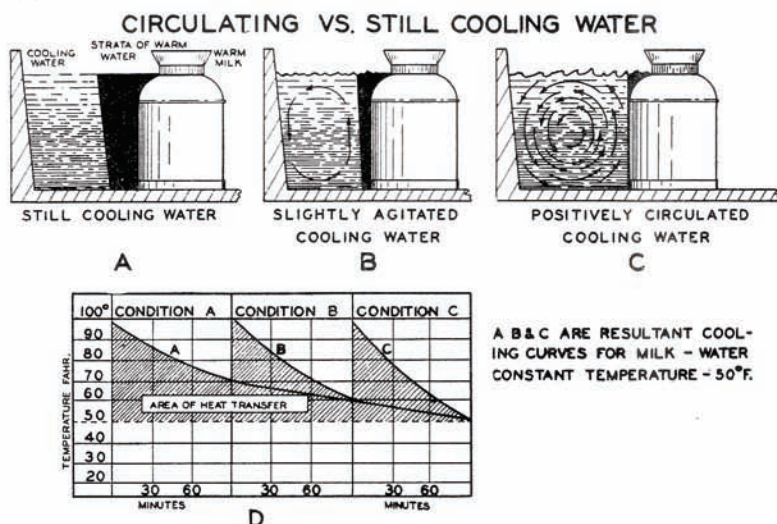 CIRCULATING VS. STILL COOLING WATER
COOLING WATER
STRATA OF WARM WATER
WARM MILK
STILL COOLING WATER
A
SLIGHTLY AGITATED
COOLING WATER
B
POSITIVELY CIRCULATED
COOLING WATER
C
100° CONDITION A CONDITION B CONDITION C
90
80
70
60
50
40
30
20
TEMPERATURE FAHR.
A
B
C
AREA OF HEAT TRANSFER
30 60 30 60 30 60
MINUTES MINUTES
D
A B & C ARE RESULTANT COOL-
ING CURVES FOR MILK - WATER
CONSTANT TEMPERATURE - 50°F.